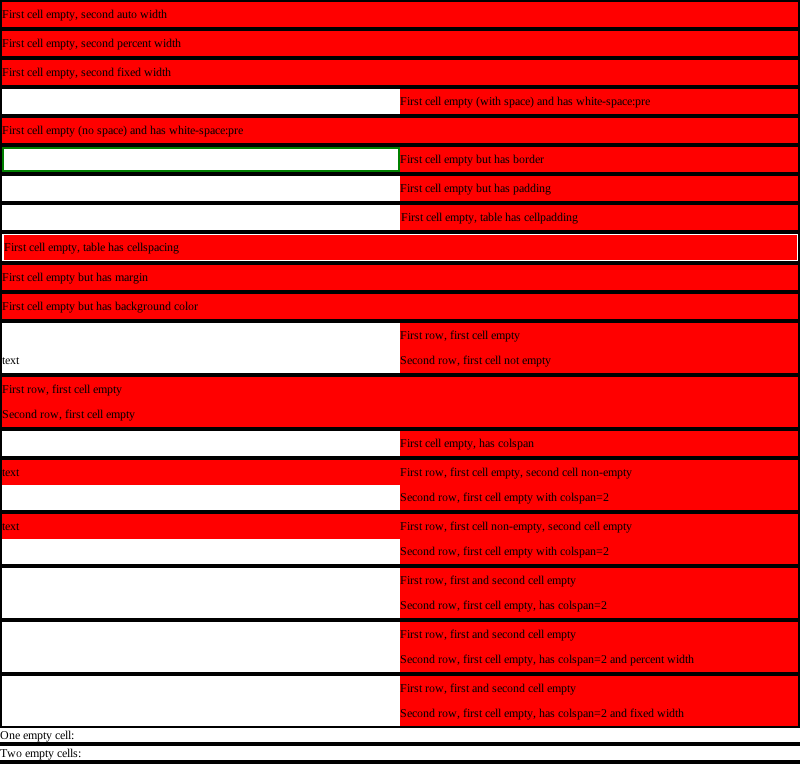 First cell empty, second auto width
First cell empty, second percent width
First cell empty, second fixed width
First cell empty (with space) and has white-space:pre
First cell empty (no space) and has white-space:pre
First cell empty but has border
First cell empty but has padding
First cell empty, table has cellpadding
First cell empty, table has cellspacing
First cell empty but has margin
First cell empty but has background color
First row, first cell empty
text Second row, first cell not empty
First row, first cell empty
Second row, first cell empty
First cell empty, has colspan
text First row, first cell empty, second cell non-empty
Second row, first cell empty with colspan=2
text First row, first cell non-empty, second cell empty
Second row, first cell empty with colspan=2
First row, first and second cell empty
Second row, first cell empty, has colspan=2
First row, first and second cell empty
Second row, first cell empty, has colspan=2 and percent width
First row, first and second cell empty
Second row, first cell empty, has colspan=2 and fixed width
One empty cell:
Two empty cells: